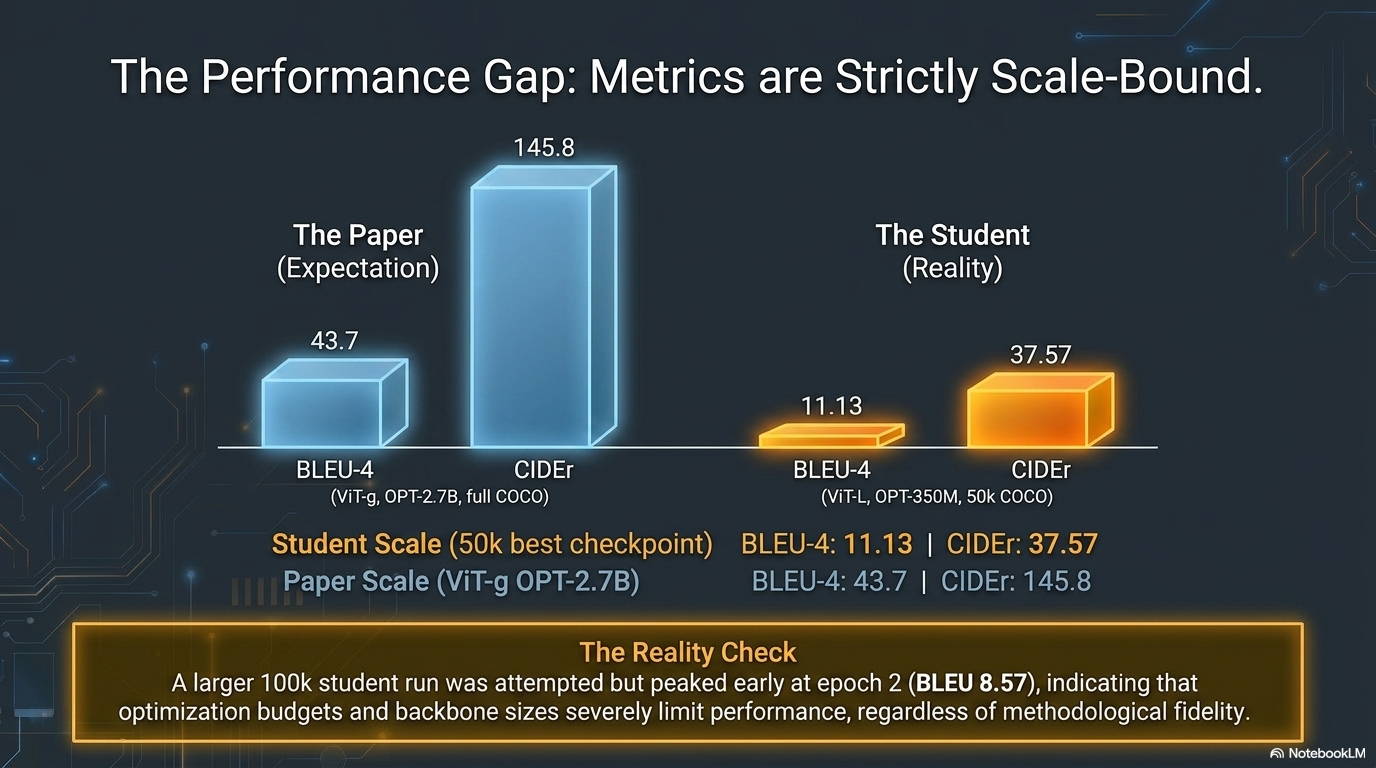 The Performance Gap: Metrics are Strictly Scale-Bound.
145.8
The Paper
(Expectation)
The Student
(Reality)
43.7
37.57
11.13
BLEU-4
CIDEr
BLEU-4
CIDEr
(ViT-g, OPT-2.7B, full COCO)
(ViT-L, OPT-350M, 50k COCO)
Student Scale (50k best checkpoint) BLEU-4: 11.13 | CIDEr: 37.57
Paper Scale (ViT-g OPT-2.7B) BLEU-4: 43.7 | CIDEr: 145.8
The Reality Check
A larger 100k student run was attempted but peaked early at epoch 2 (BLEU 8.57), indicating that
optimization budgets and backbone sizes severely limit performance, regardless of methodological fidelity.
NotebookLM